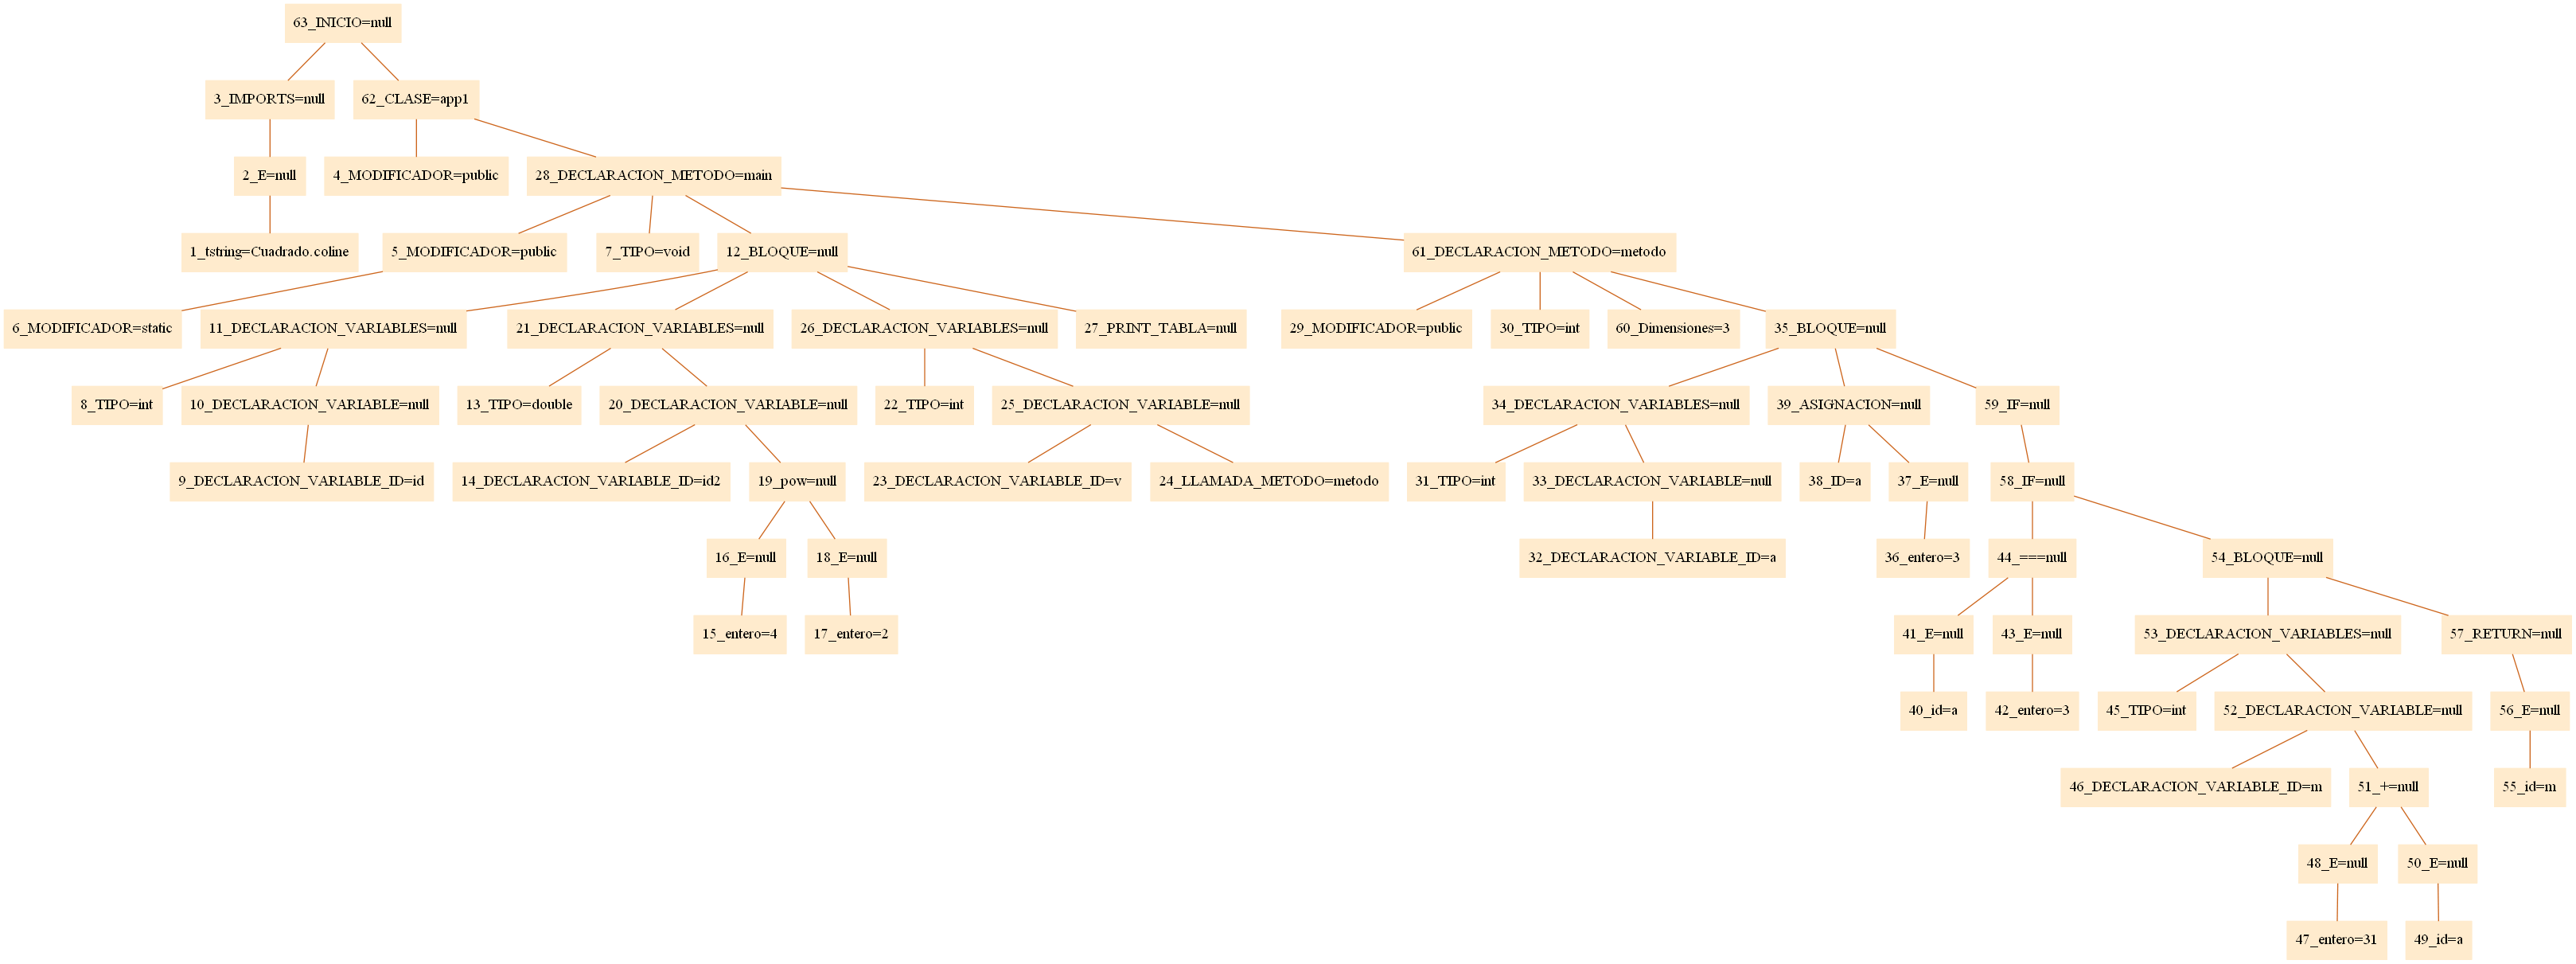 63_INICIO=null
3_IMPORTS=null
62_CLASE=app1
2_E=null
4_MODIFICADOR=public
28_DECLARACION_METODO=main
1_tstring=Cuadrado.coline
5_MODIFICADOR=public
7_TIPO=void
12_BLOQUE=null
61_DECLARACION_METODO=metodo
6_MODIFICADOR=static
11_DECLARACION_VARIABLES=null
21_DECLARACION_VARIABLES=null
26_DECLARACION_VARIABLES=null
27_PRINT_TABLA=null
29_MODIFICADOR=public
30_TIPO=int
60_Dimensiones=3
35_BLOQUE=null
8_TIPO=int
10_DECLARACION_VARIABLE=null
13_TIPO=double
20_DECLARACION_VARIABLE=null
22_TIPO=int
25_DECLARACION_VARIABLE=null
34_DECLARACION_VARIABLES=null
39_ASIGNACION=null
59_IF=null
9_DECLARACION_VARIABLE_ID=id
14_DECLARACION_VARIABLE_ID=id2
19_pow=null
23_DECLARACION_VARIABLE_ID=v
24_LLAMADA_METODO=metodo
31_TIPO=int
33_DECLARACION_VARIABLE=null
38_ID=a
37_E=null
58_IF=null
16_E=null
18_E=null
32_DECLARACION_VARIABLE_ID=a
36_entero=3
44_===null
54_BLOQUE=null
15_entero=4
17_entero=2
41_E=null
43_E=null
53_DECLARACION_VARIABLES=null
57_RETURN=null
40_id=a
42_entero=3
45_TIPO=int
52_DECLARACION_VARIABLE=null
56_E=null
46_DECLARACION_VARIABLE_ID=m
51_+=null
55_id=m
48_E=null
50_E=null
47_entero=31
49_id=a